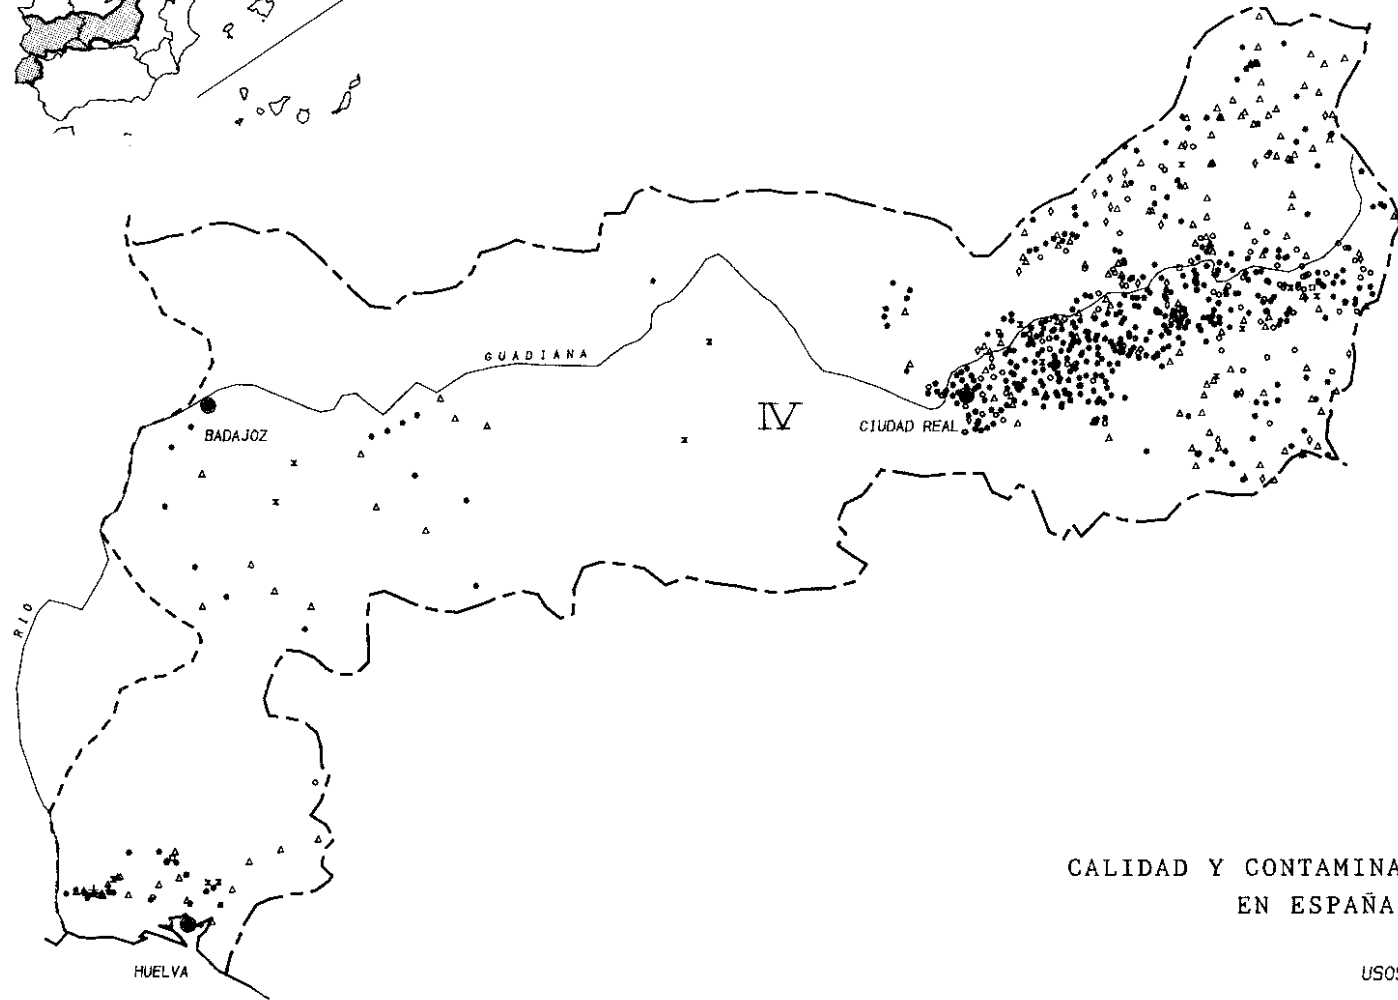 GUADIANA
IV
BADAJOZ
CIUDAD REAL
RIO
CALIDAD Y CONTAMINA
EN ESPAÑA
HUELVA
USOS